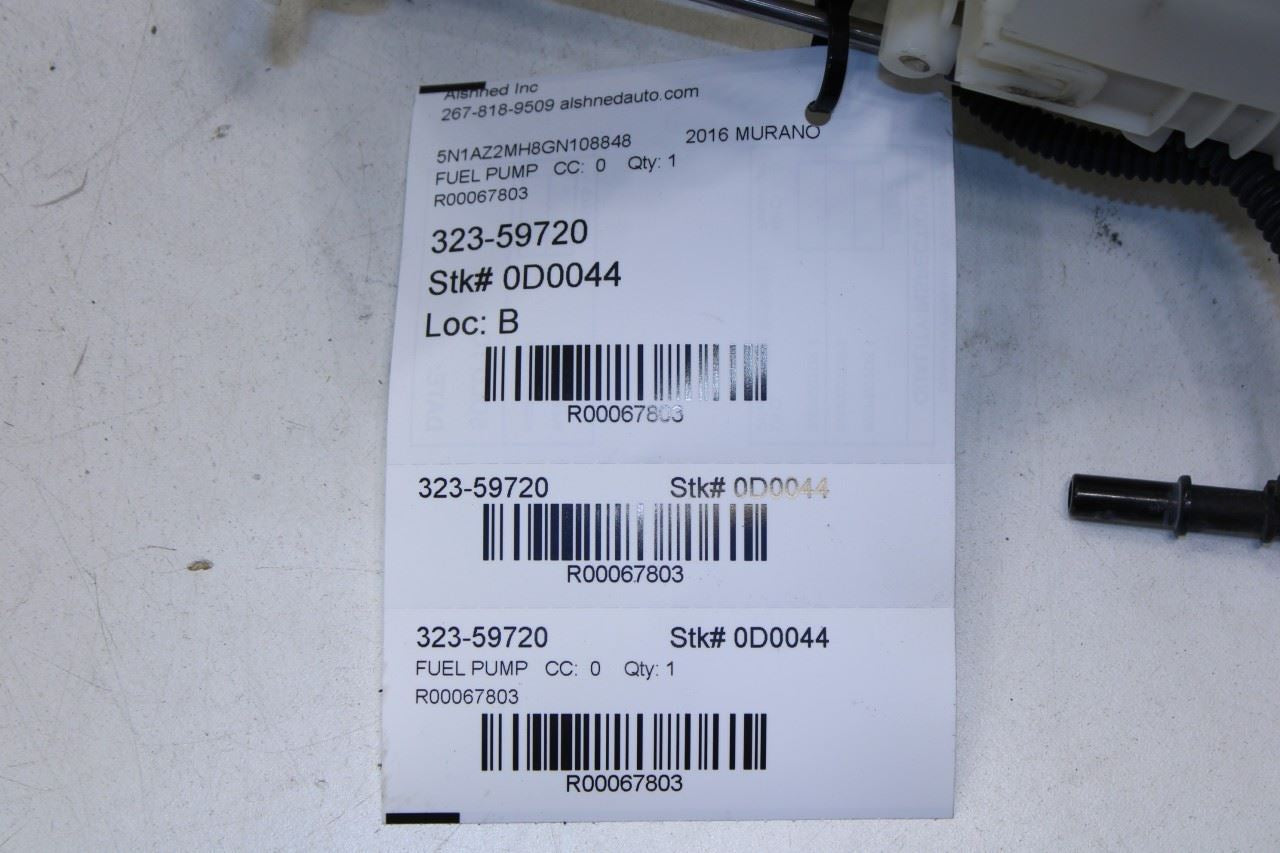 Alshned Inc
267-818-9509 alshnedauto.com
5N1AZ2MH8GN108848 2016 MURANO
FUEL PUMP CC: 0 Qty: 1
R00067803
323-59720
Stk# 0D0044
Loc: B
R00067803
323-59720 Stk# 0D0044
R00067803
323-59720 Stk# 0D0044
FUEL PUMP CC: 0 Qty: 1
R00067803
R00067803